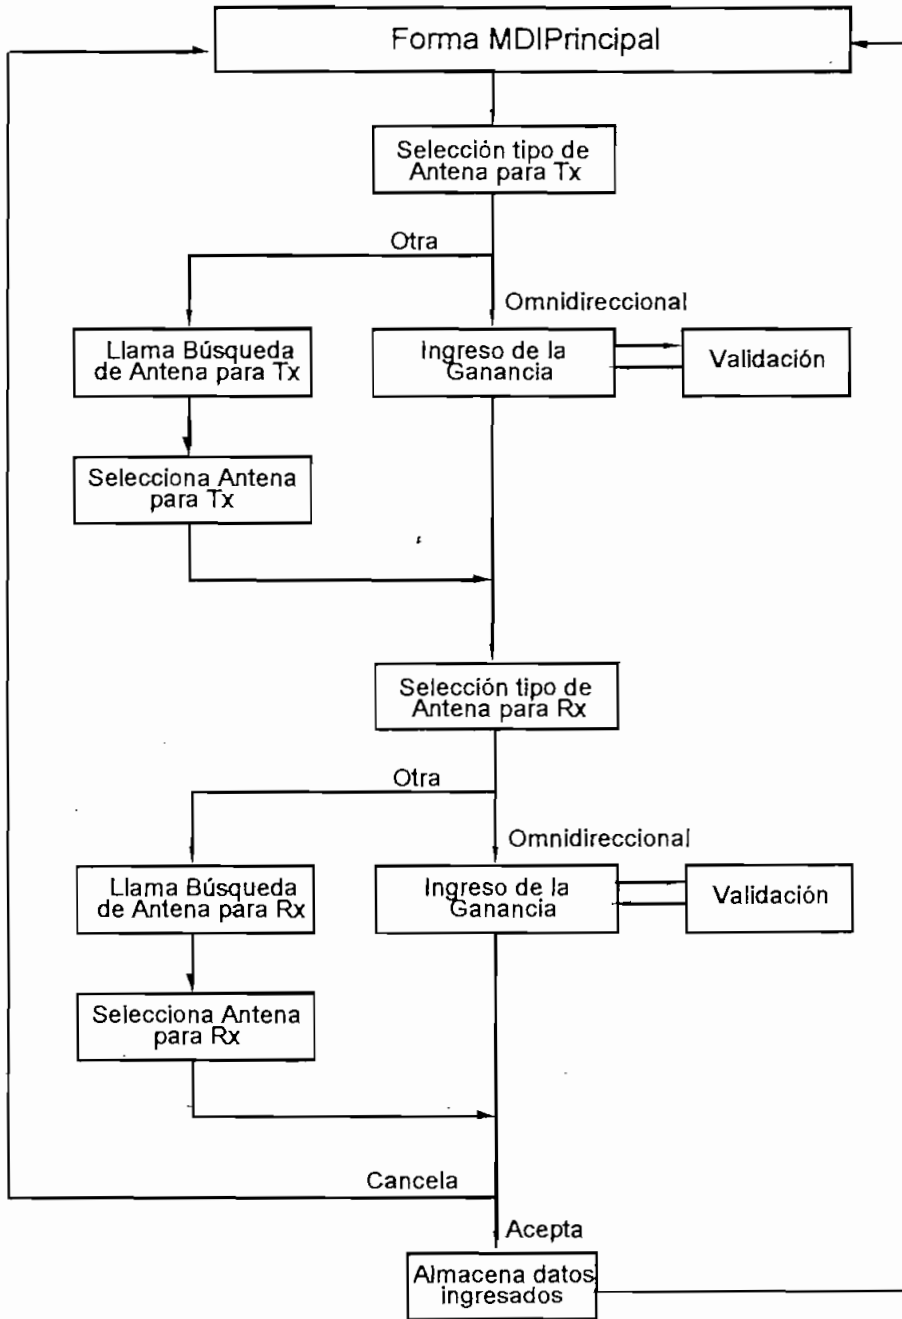 Forma MDIPrincipal
Selección tipo de
Antena para Tx
Otra
Omnidireccional
Llama Búsqueda
de Antena para Tx
Ingreso de la
Ganancia
Validación
Selecciona Antena
para Tx
Selección tipo de
Antena para Rx
Otra
Omnidireccional
Llama Búsqueda
de Antena para Rx
Ingreso de la
Ganancia
Validación
Selecciona Antena
para Rx
Cancela
Acepta
Almacena datos
ingresados